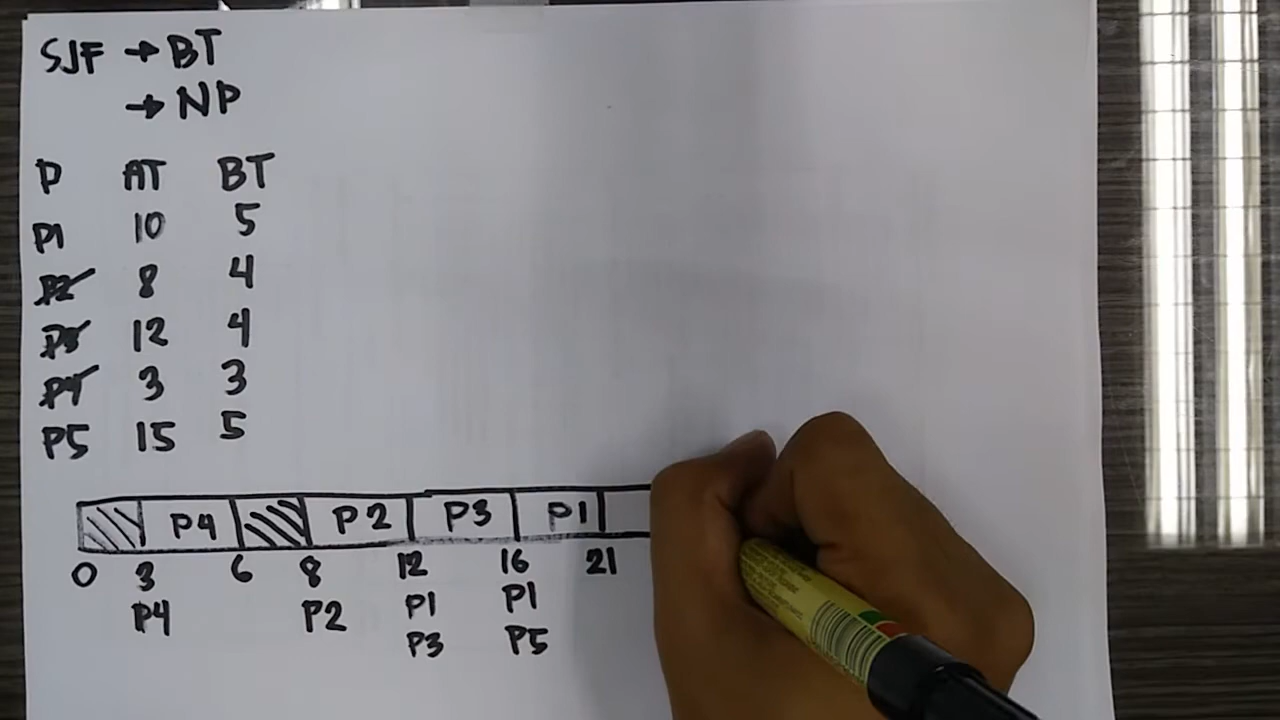 SJF → BT
→ NP
P AT BT
P1 10 5
P2 8 4
P3 12 4
P4 3 3
P5 15 5
P4 P2 P3 P1
0 3 6 8 12 16 21
P4 P2 P1 P1
P3 P5